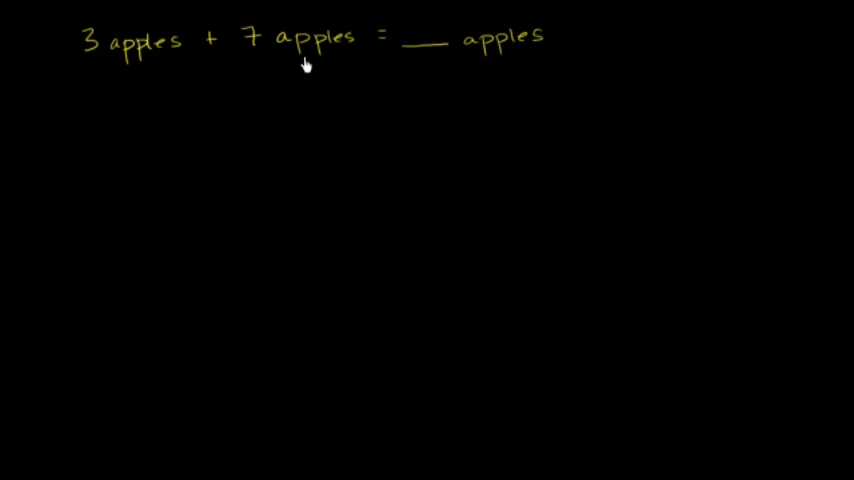 3 apples + 7 apples = ___ apples